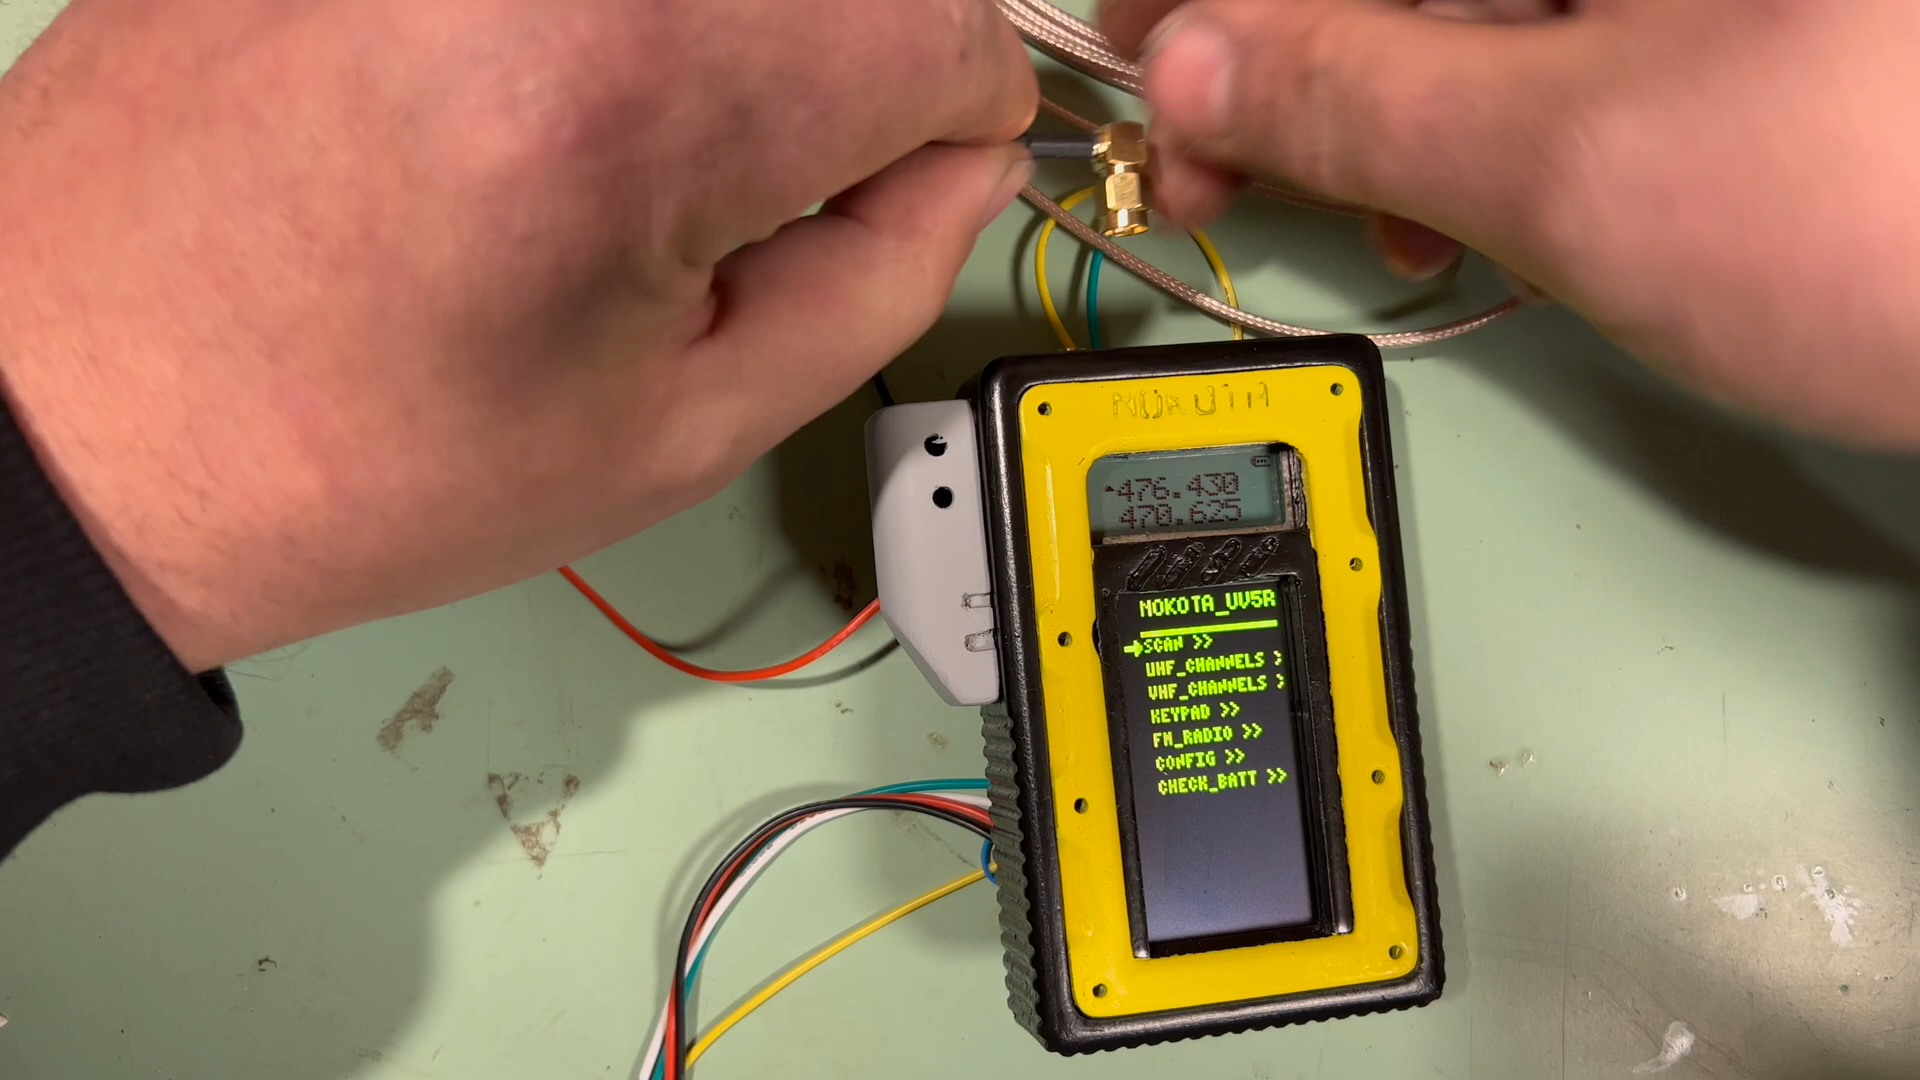 NOKOTA
476.430
470.625
NOKOTA_UV5R
SCAN >>
UHF_CHANNELS >
VHF_CHANNELS >
KEYPAD >>
FM_RADIO >>
CONFIG >>
CHECK_BATT >>